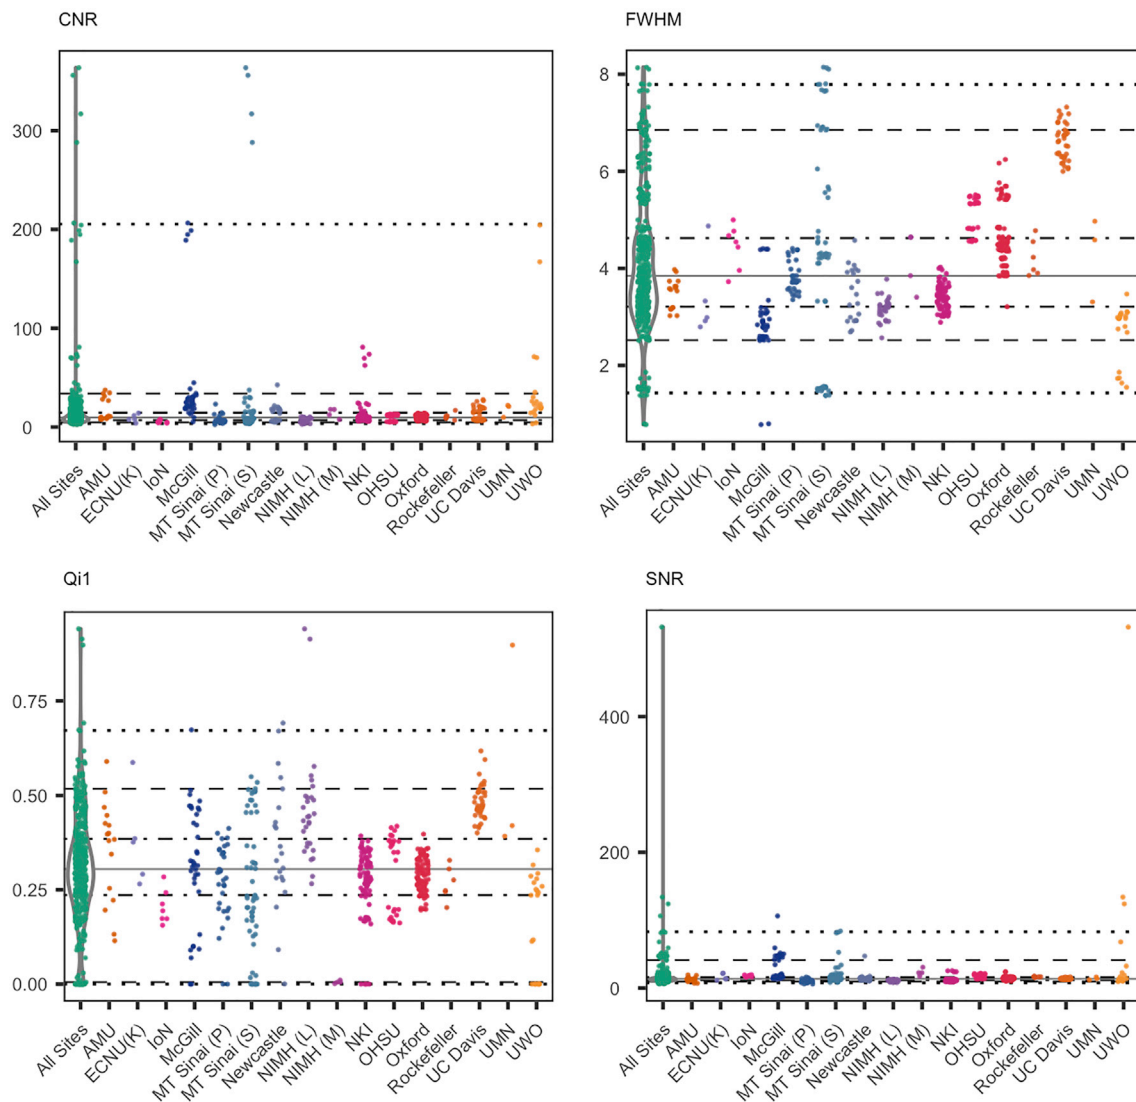 CNR
300
200
100
0
All Sites
AMU
ECNU(K)
IoN
McGill
MT Sinai (P)
MT Sinai (S)
Newcastle
NIMH (L)
NIMH (M)
NKI
OHSU
Oxford
Rockefeller
UC Davis
UMN
UWO
FWHM
8
6
4
2
All Sites
AMU
ECNU(K)
IoN
McGill
MT Sinai (P)
MT Sinai (S)
Newcastle
NIMH (L)
NIMH (M)
NKI
OHSU
Oxford
Rockefeller
UC Davis
UMN
UWO
Qi1
0.75
0.50
0.25
0.00
All Sites
AMU
ECNU(K)
IoN
McGill
MT Sinai (P)
MT Sinai (S)
Newcastle
NIMH (L)
NIMH (M)
NKI
OHSU
Oxford
Rockefeller
UC Davis
UMN
UWO
SNR
400
200
0
All Sites
AMU
ECNU(K)
IoN
McGill
MT Sinai (P)
MT Sinai (S)
Newcastle
NIMH (L)
NIMH (M)
NKI
OHSU
Oxford
Rockefeller
UC Davis
UMN
UWO